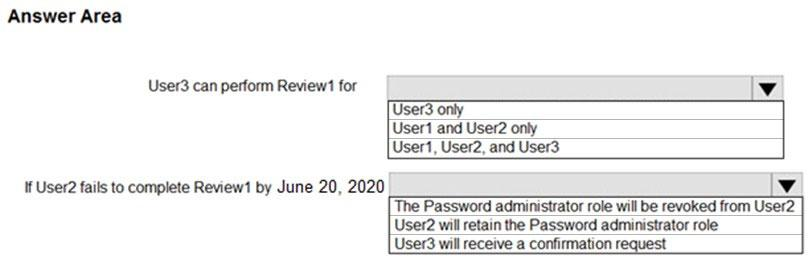 Answer Area
User3 can perform Review1 for
User3 only
User1 and User2 only
User1, User2, and User3
If User2 fails to complete Review1 by June 20, 2020
The Password administrator role will be revoked from User2
User2 will retain the Password administrator role
User3 will receive a confirmation request